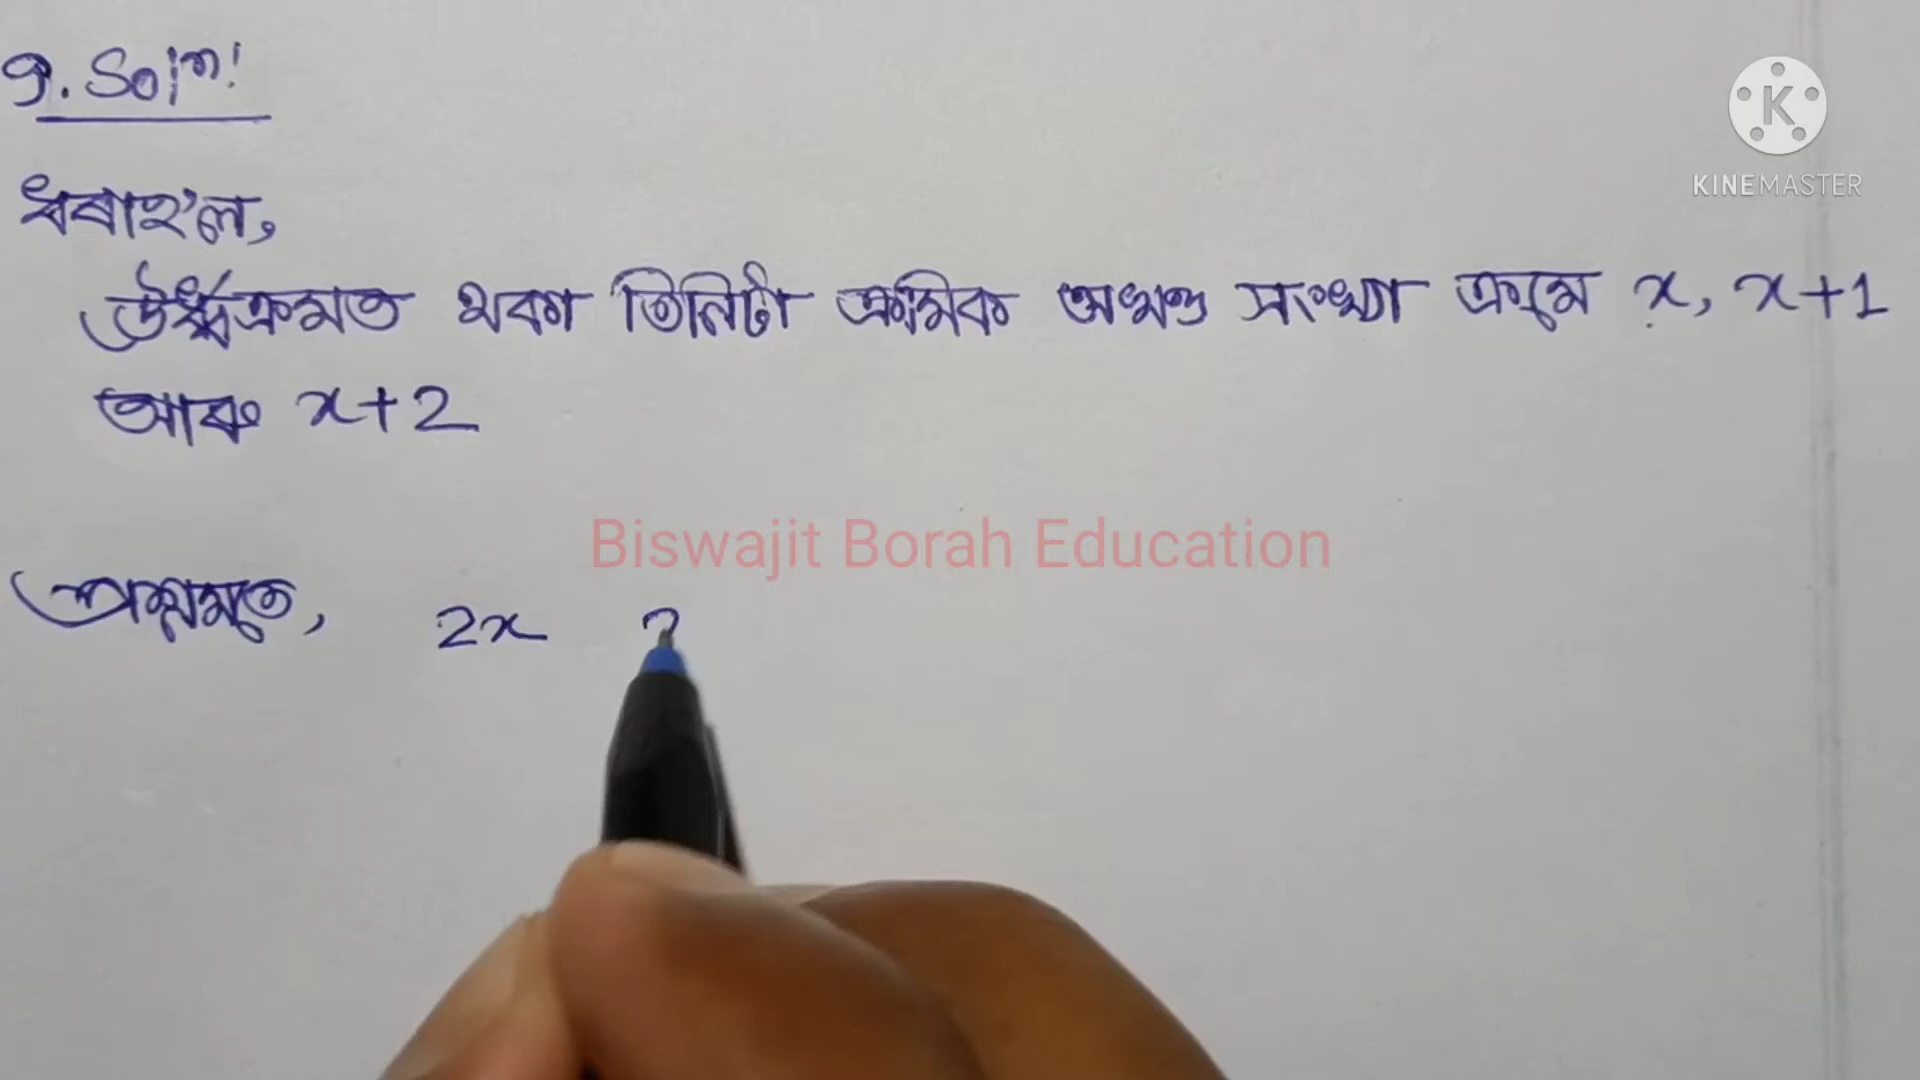 9. Solⁿ!
ধৰাহ'ল,
KINEMASTER
উৰ্ধ্বক্ৰমত থকা তিনিটা ক্ৰমিক অখণ্ড সংখ্যা ক্ৰমে x, x+1
আৰু x+2
Biswajit Borah Education
প্ৰশ্নমতে, 2x